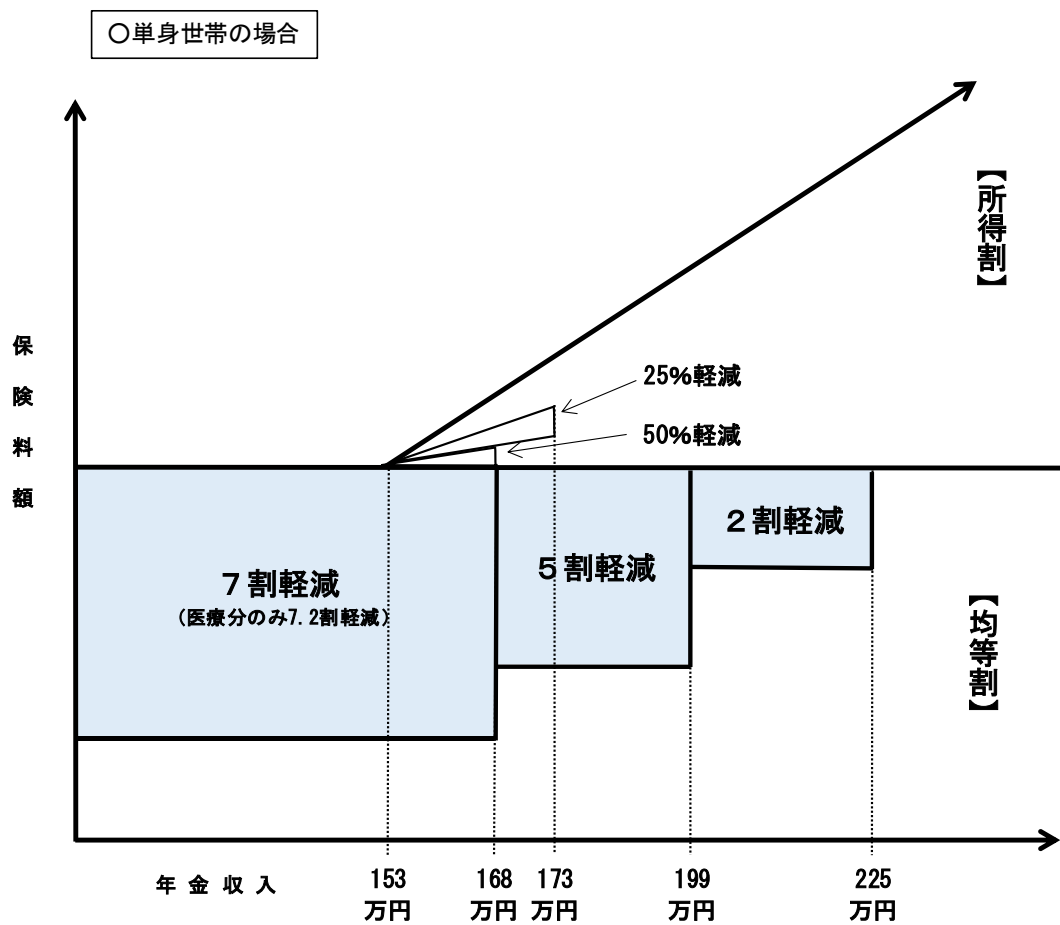 ○単身世帯の場合
保険料額
【所得割】
25%軽減
50%軽減
7割軽減
(医療分のみ7.2割軽減)
5割軽減
2割軽減
【均等割】
年金収入
153
万円
168
万円
173
万円
199
万円
225
万円